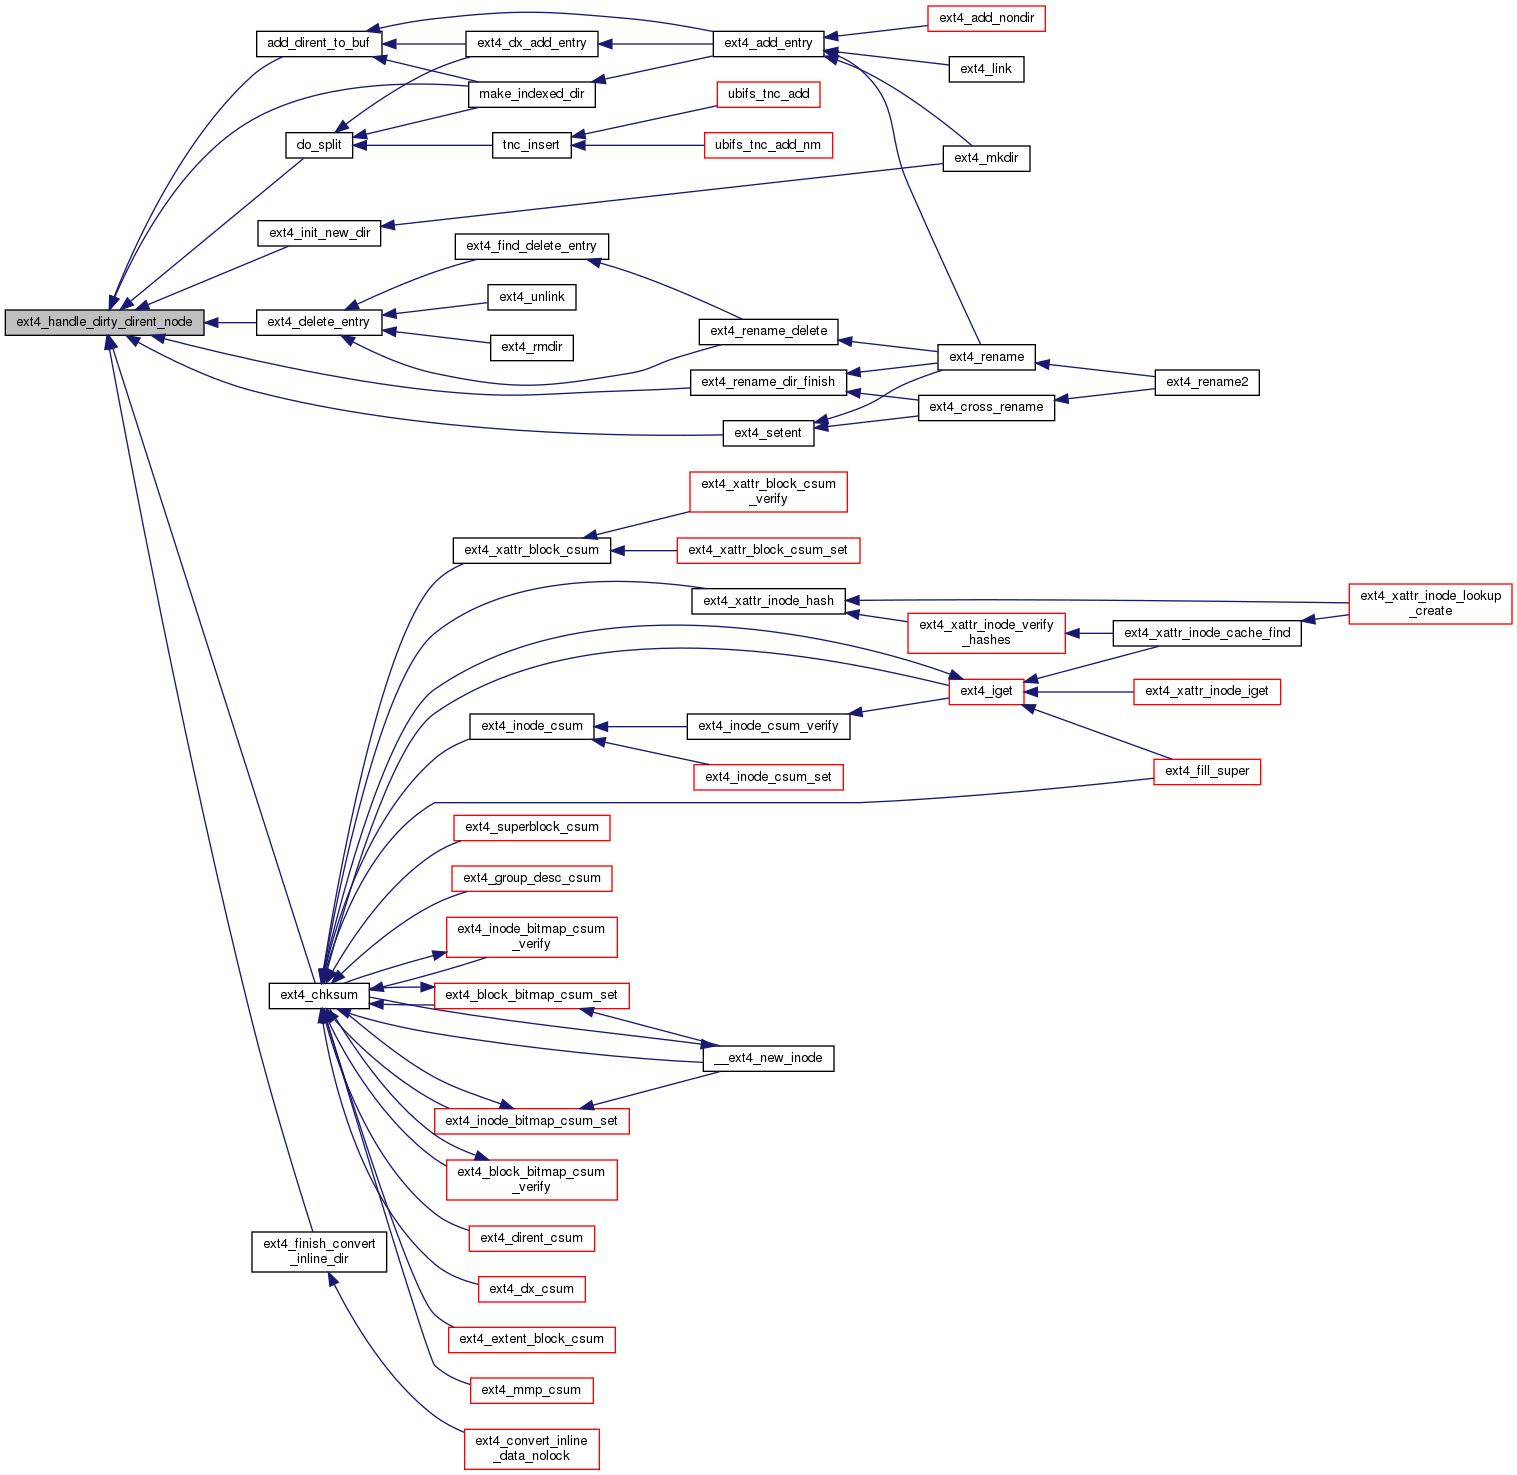 ext4_add_nondir
add_dirent_to_buf
ext4_dx_add_entry
ext4_add_entry
ext4_link
make_indexed_dir
ubifs_tnc_add
do_split
tnc_insert
ubifs_tnc_add_nm
ext4_mkdir
ext4_init_new_dir
ext4_find_delete_entry
ext4_unlink
ext4_handle_dirty_dirent_node
ext4_delete_entry
ext4_rename_delete
ext4_rmdir
ext4_rename
ext4_rename_dir_finish
ext4_rename2
ext4_cross_rename
ext4_setent
ext4_xattr_block_csum
_verify
ext4_xattr_block_csum
ext4_xattr_block_csum_set
ext4_xattr_inode_hash
ext4_xattr_inode_lookup
_create
ext4_xattr_inode_verify
_hashes
ext4_xattr_inode_cache_find
ext4_iget
ext4_xattr_inode_iget
ext4_inode_csum
ext4_inode_csum_verify
ext4_inode_csum_set
ext4_fill_super
ext4_superblock_csum
ext4_group_desc_csum
ext4_inode_bitmap_csum
_verify
ext4_chksum
ext4_block_bitmap_csum_set
__ext4_new_inode
ext4_inode_bitmap_csum_set
ext4_block_bitmap_csum
_verify
ext4_dirent_csum
ext4_finish_convert
_inline_dir
ext4_dx_csum
ext4_extent_block_csum
ext4_mmp_csum
ext4_convert_inline
_data_nolock